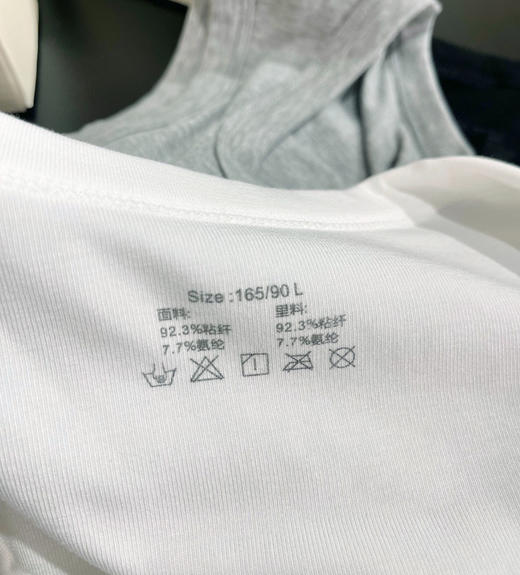 Size :165/90 L
面料: 里料:
92.3%粘纤 92.3%粘纤
7.7%氨纶 7.7%氨纶